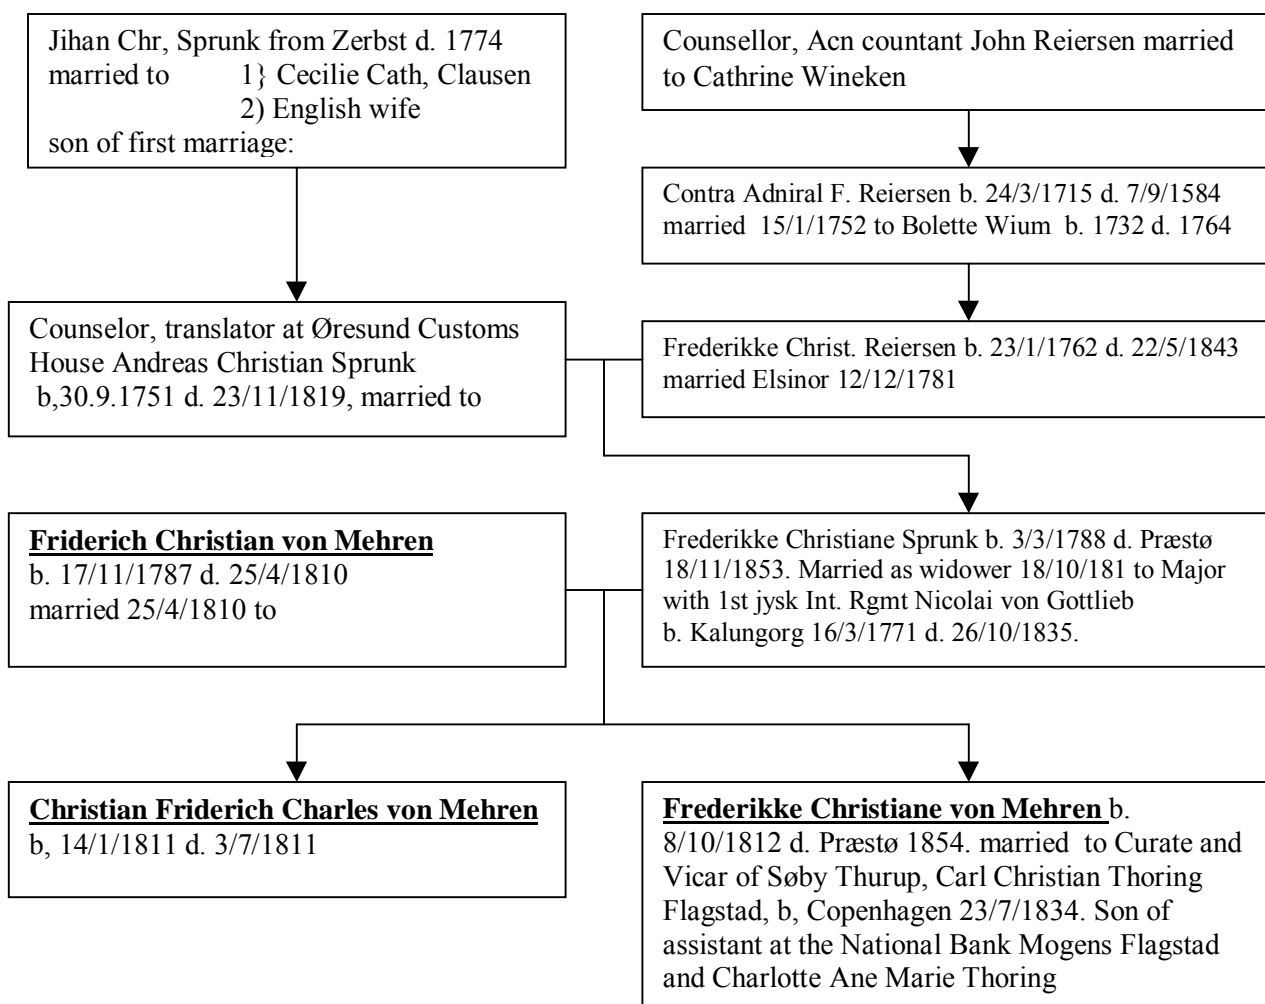 Jihan Chr, Sprunk from Zerbst d. 1774
married to 1} Cecilie Cath, Clausen
2) English wife
son of first marriage:
Counsellor, Acn countant John Reiersen married
to Cathrine Wineken
Contra Adniral F. Reiersen b. 24/3/1715 d. 7/9/1584
married 15/1/1752 to Bolette Wium b. 1732 d. 1764
Counselor, translator at Øresund Customs
House Andreas Christian Sprunk
b,30.9.1751 d. 23/11/1819, married to
Frederikke Christ. Reiersen b. 23/1/1762 d. 22/5/1843
married Elsinor 12/12/1781
Friderich Christian von Mehren
b. 17/11/1787 d. 25/4/1810
married 25/4/1810 to
Frederikke Christiane Sprunk b. 3/3/1788 d. Præstø
18/11/1853. Married as widower 18/10/181 to Major
with 1st jysk Int. Rgmt Nicolai von Gottlieb
b. Kalungorg 16/3/1771 d. 26/10/1835.
Christian Friderich Charles von Mehren
b, 14/1/1811 d. 3/7/1811
Frederikke Christiane von Mehren b.
8/10/1812 d. Præstø 1854. married to Curate and
Vicar of Søby Thurup, Carl Christian Thoring
Flagstad, b, Copenhagen 23/7/1834. Son of
assistant at the National Bank Mogens Flagstad
and Charlotte Ane Marie Thoring